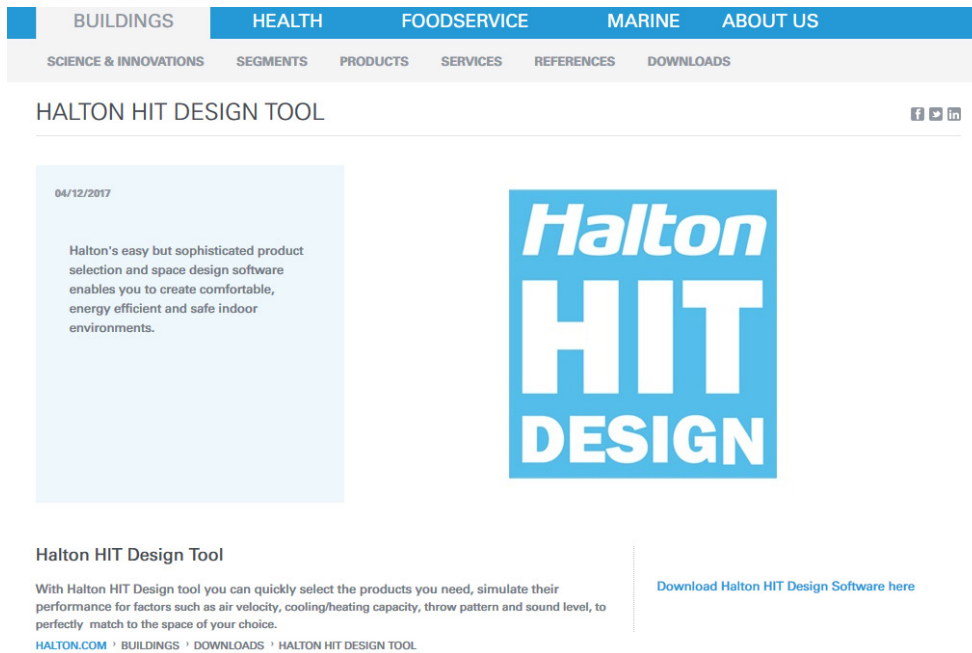 BUILDINGS HEALTH FOODSERVICE MARINE ABOUT US
SCIENCE & INNOVATIONS SEGMENTS PRODUCTS SERVICES REFERENCES DOWNLOADS
HALTON HIT DESIGN TOOL
04/12/2017
Halton's easy but sophisticated product
selection and space design software
enables you to create comfortable,
energy efficient and safe indoor
environments.
Halton
HIT
DESIGN
Halton HIT Design Tool
With Halton HIT Design tool you can quickly select the products you need, simulate their
performance for factors such as air velocity, cooling/heating capacity, throw pattern and sound level, to
perfectly match to the space of your choice.
Download Halton HIT Design Software here
HALTON.COM › BUILDINGS › DOWNLOADS › HALTON HIT DESIGN TOOL